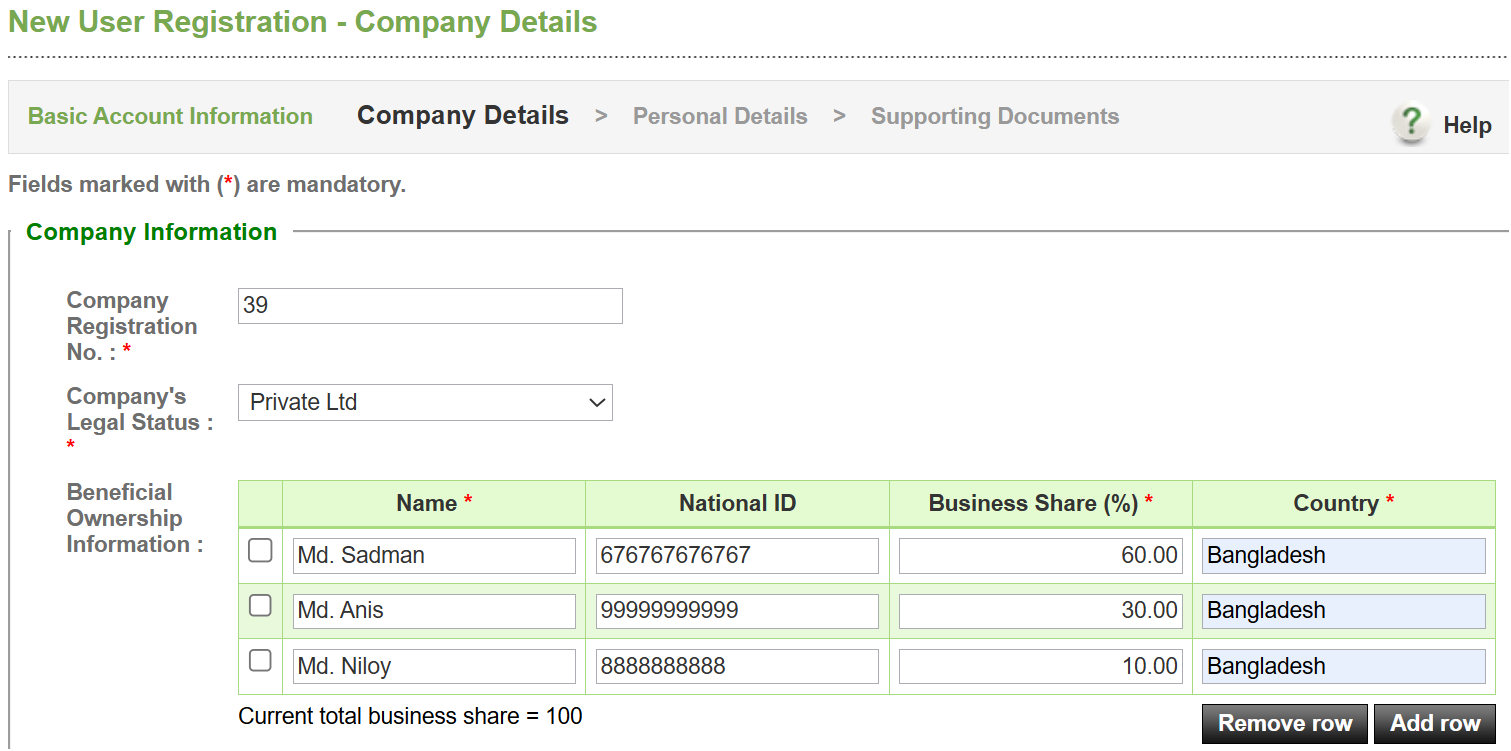 New User Registration - Company Details
Basic Account Information Company Details > Personal Details > Supporting Documents
? Help
Fields marked with (*) are mandatory.
Company Information
Company Registration No. : * 39
Company's Legal Status : * Private Ltd
Beneficial Ownership Information :
Name * National ID Business Share (%) * Country *
Md. Sadman 676767676767 60.00 Bangladesh
Md. Anis 99999999999 30.00 Bangladesh
Md. Niloy 8888888888 10.00 Bangladesh
Current total business share = 100
Remove row Add row